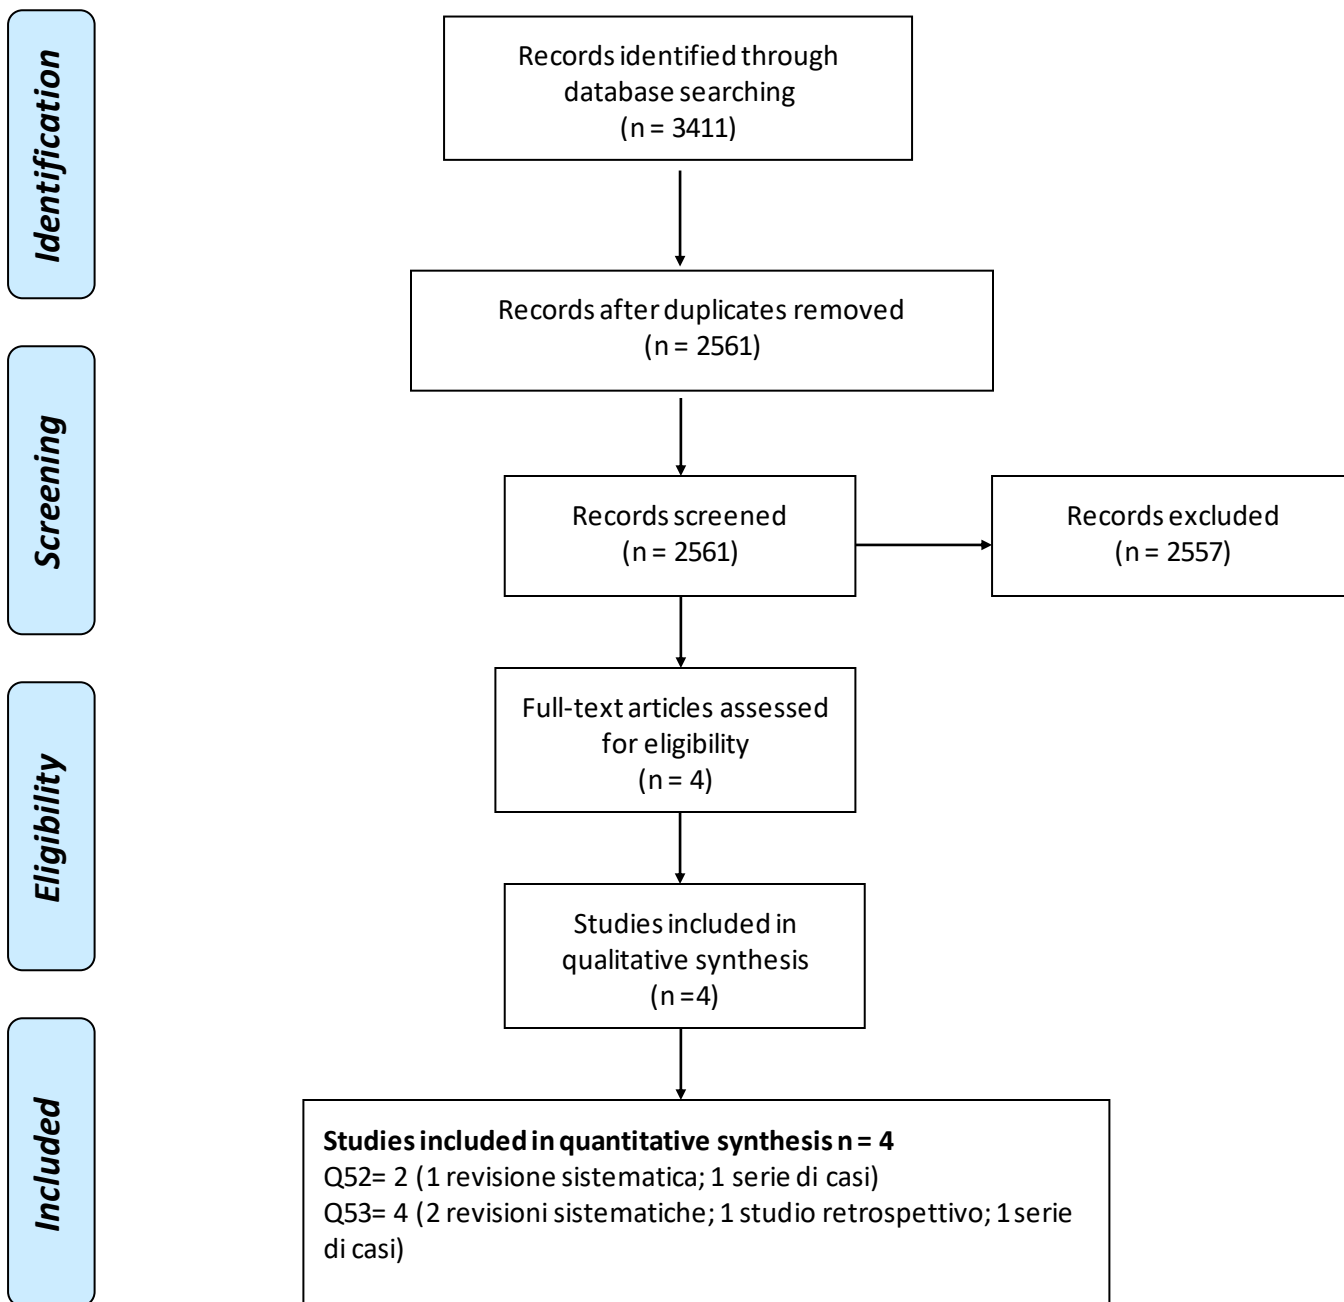 Identification
Records identified through
database searching
(n = 3411)
Records after duplicates removed
(n = 2561)
Screening
Records screened
(n = 2561)
Records excluded
(n = 2557)
Eligibility
Full-text articles assessed
for eligibility
(n = 4)
Studies included in
qualitative synthesis
(n =4)
Included
Studies included in quantitative synthesis n = 4
Q52= 2 (1 revisione sistematica; 1 serie di casi)
Q53= 4 (2 revisioni sistematiche; 1 studio retrospettivo; 1 serie
di casi)